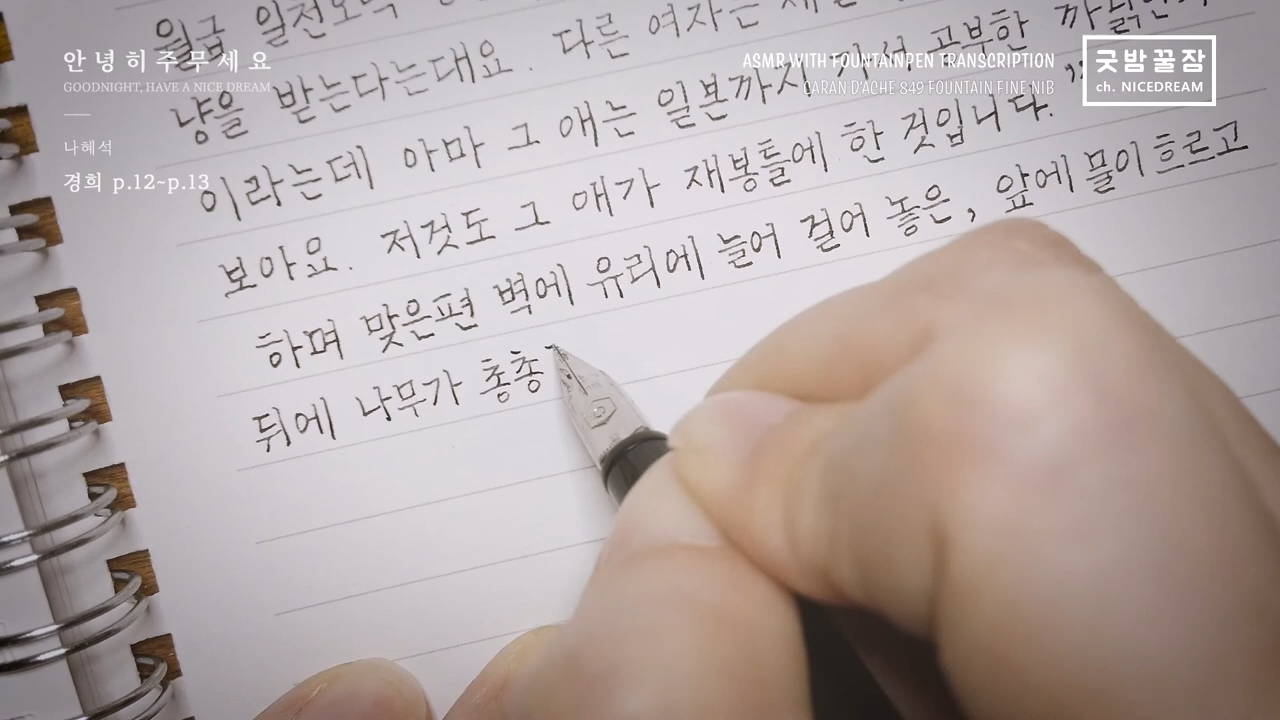 안녕히주무세요
GOODNIGHT, HAVE A NICE DREAM
나혜석
경희 p.12~p.13
ASMR WITH FOUNTAINPEN TRANSCRIPTION
CARAN D'ACHE 849 FOUNTAIN FINE NIB
굿밤꿀잠
ch. NICEDREAM
월급 일전오백
냥을 받는다는대요. 다른 여자는
이라는데 아마 그 애는 일본까지 가서 공부한 까닭인가
보아요. 저것도 그 애가 재봉틀에 한 것입니다."
하며 맞은편 벽에 유리에 늘어 걸어 놓은, 앞에 물이 흐르고
뒤에 나무가 총총